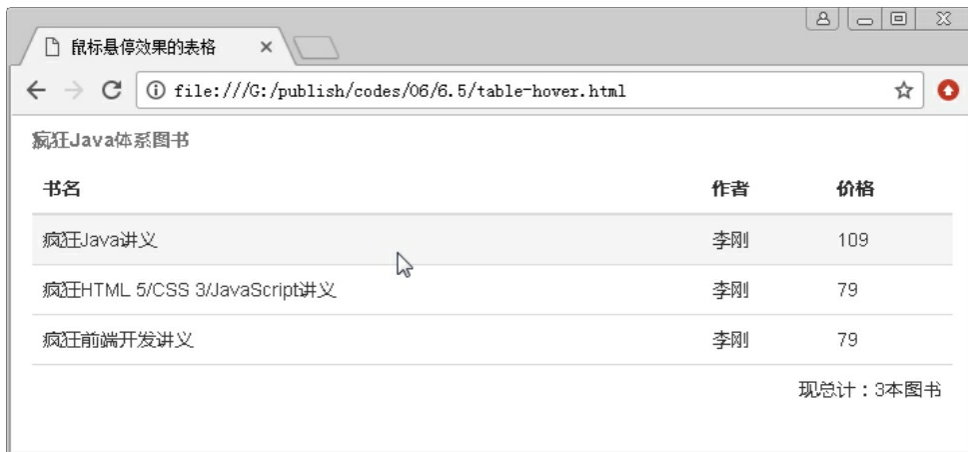 鼠标悬停效果的表格
file:///G:/publish/codes/06/6.5/table-hover.html
疯狂Java体系图书
书名 作者 价格
疯狂Java讲义 李刚 109
疯狂HTML 5/CSS 3/JavaScript讲义 李刚 79
疯狂前端开发讲义 李刚 79
现总计：3本图书